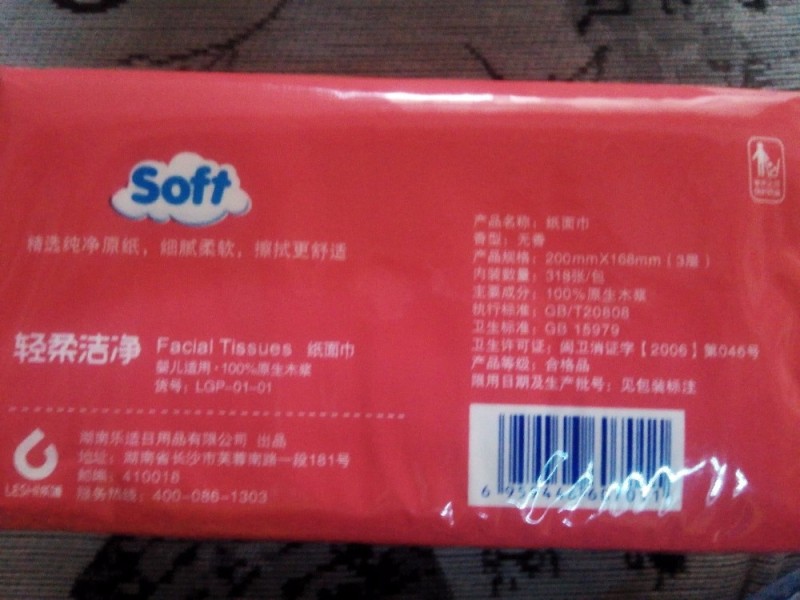 Soft
精选纯净原纸，细腻柔软，擦拭更舒适
轻柔洁净
Facial Tissues 纸面巾
婴儿适用·100%原生木浆
货号：LGP-01-01
湖南乐适日用品有限公司 出品
地址：湖南省长沙市芙蓉南路一段181号
邮编：410018
服务热线：400-086-1303
产品名称：纸面巾
香型：无香
产品规格：200mmX168mm（3层）
内装数量：318张/包
主要成分：100%原生木浆
执行标准：GB/T20808
卫生标准：GB 15979
卫生许可证：闽卫消证字【2006】第046号
产品等级：合格品
限用日期及生产批号：见包装标注